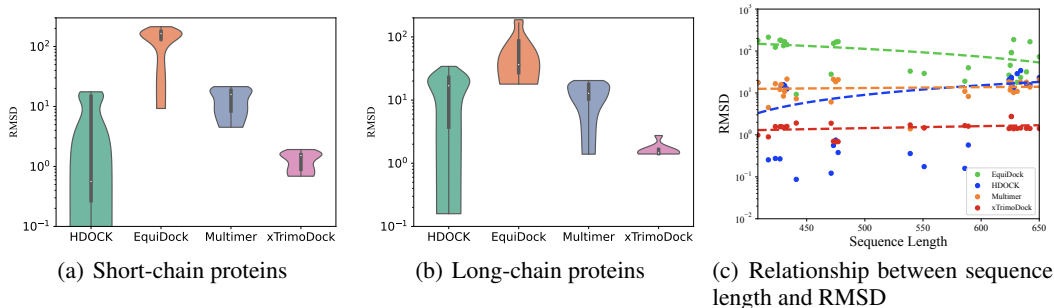 10²
10¹
10⁰
10⁻¹
RMSD
HDOCK EquiDock Multimer xTrimoDock
(a) Short-chain proteins
10²
10¹
10⁰
10⁻¹
RMSD
HDOCK EquiDock Multimer xTrimoDock
(b) Long-chain proteins
10³
10²
10¹
10⁰
10⁻¹
10⁻²
RMSD
EquiDock
HDOCK
Multimer
xTrimoDock
450 500 550 600 650
Sequence Length
(c) Relationship between sequence
length and RMSD